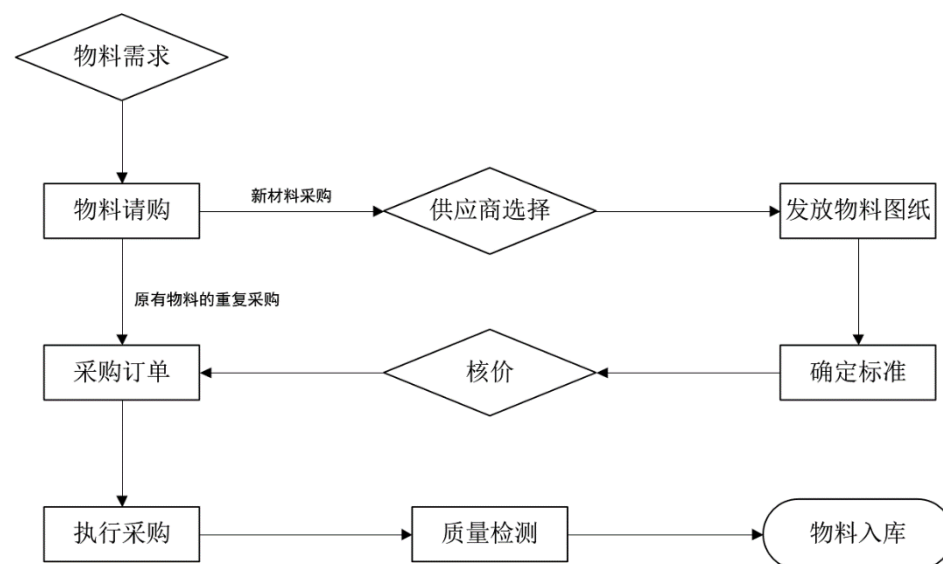 物料需求
物料请购
新材料采购
供应商选择
发放物料图纸
原有物料的重复采购
采购订单
核价
确定标准
执行采购
质量检测
物料入库